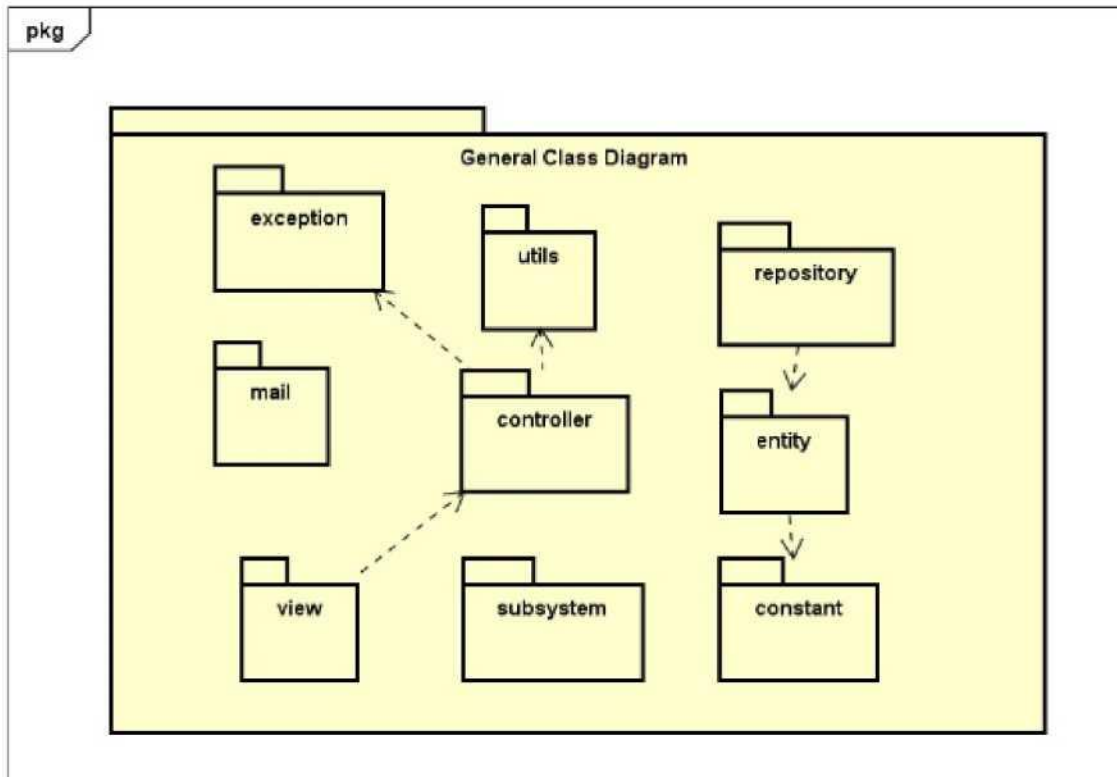 pkg
General Class Diagram
exception
utils
repository
mail
controller
entity
view
subsystem
constant